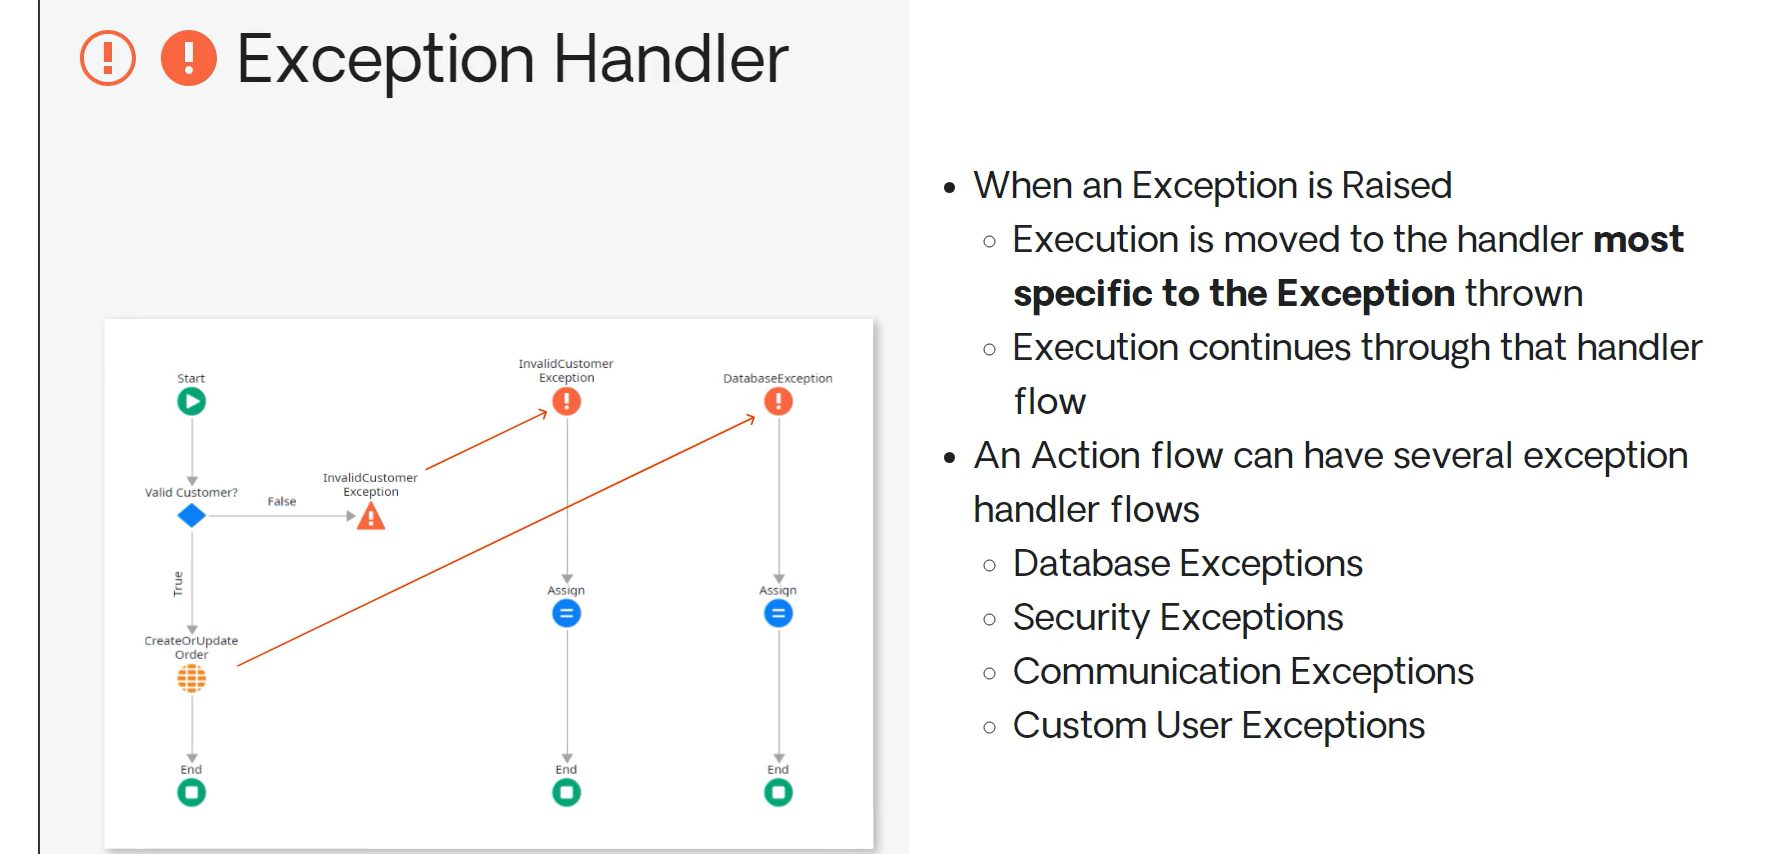 Exception Handler
Start
Valid Customer?
False
True
InvalidCustomer
Exception
CreateOrUpdate
Order
End
InvalidCustomer
Exception
Assign
End
DatabaseException
Assign
End
When an Exception is Raised
Execution is moved to the handler most
specific to the Exception thrown
Execution continues through that handler
flow
An Action flow can have several exception
handler flows
Database Exceptions
Security Exceptions
Communication Exceptions
Custom User Exceptions